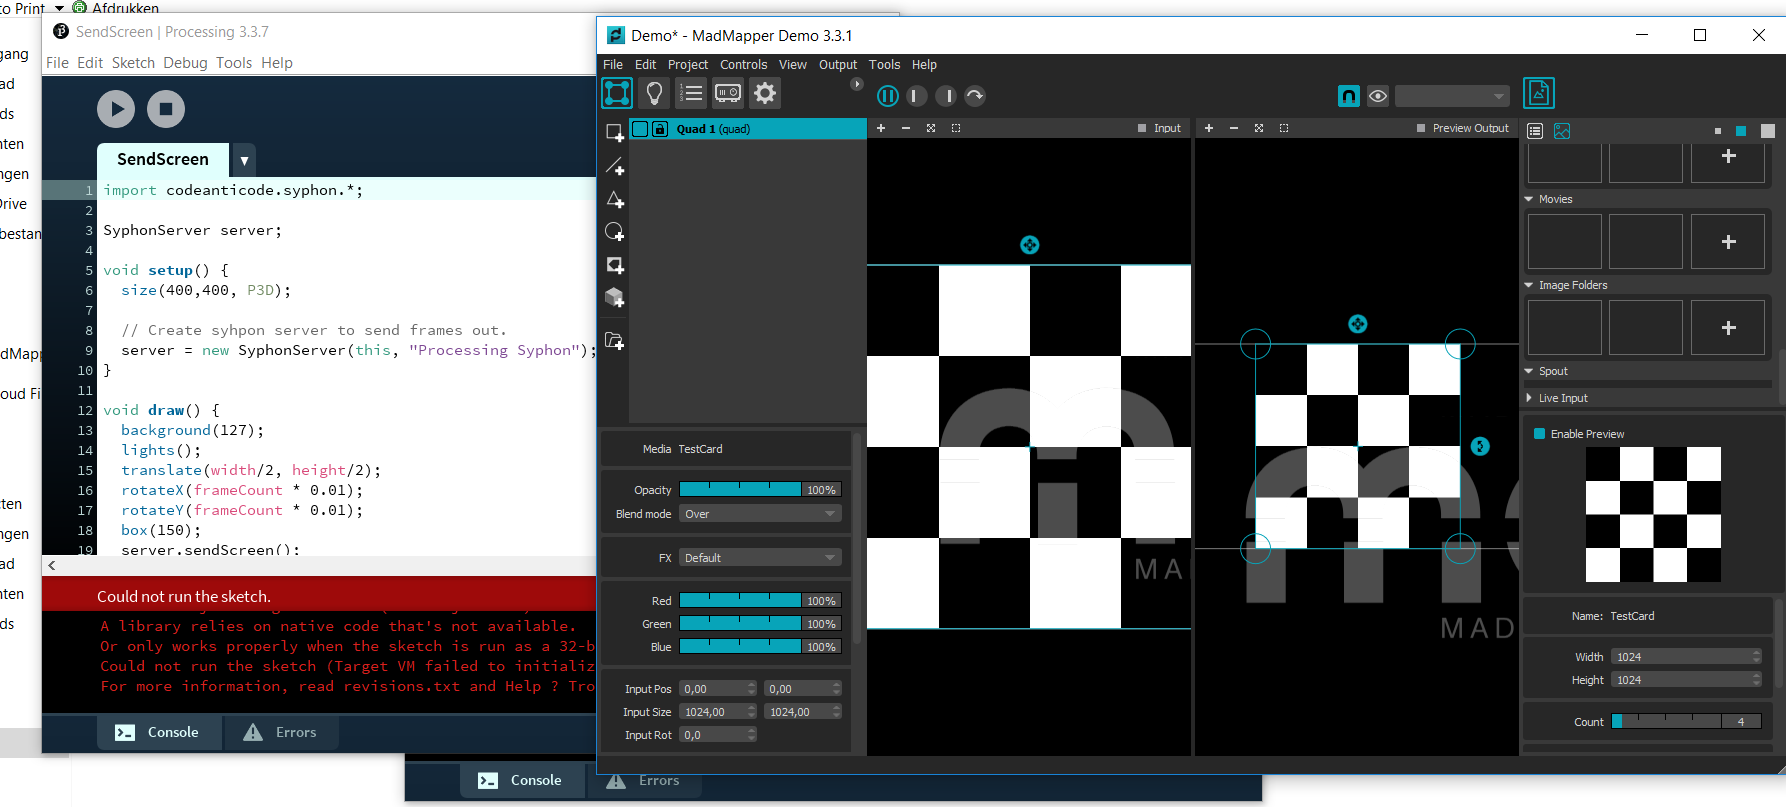 to Print
Afdrukken
gang
ad
ds
nten
ngen
Drive
bestan
dMapp
oud Fi
cten
ngen
ad
nten
ds
SendScreen | Processing 3.3.7
File Edit Sketch Debug Tools Help
SendScreen
1 import codeanticode.syphon.*;
2
3 SyphonServer server;
4
5 void setup() {
6 size(400,400, P3D);
7
8 // Create syhpon server to send frames out.
9 server = new SyphonServer(this, "Processing Syphon");
10 }
11
12 void draw() {
13 background(127);
14 lights();
15 translate(width/2, height/2);
16 rotateX(frameCount * 0.01);
17 rotateY(frameCount * 0.01);
18 box(150);
19 server.sendScreen();
Could not run the sketch.
A library relies on native code that's not available.
Or only works properly when the sketch is run as a 32-b
Could not run the sketch (Target VM failed to initializ
For more information, read revisions.txt and Help ? Tro
Console Errors
Console Errors
Demo* - MadMapper Demo 3.3.1
File Edit Project Controls View Output Tools Help
Quad 1 (quad)
Input
Preview Output
Media TestCard
Opacity 100%
Blend mode Over
FX Default
Red 100%
Green 100%
Blue 100%
Input Pos 0,00 0,00
Input Size 1024,00 1024,00
Input Rot 0,0
MA
MAD
Movies
Image Folders
Spout
Live Input
Enable Preview
Name: TestCard
Width 1024
Height 1024
Count 4